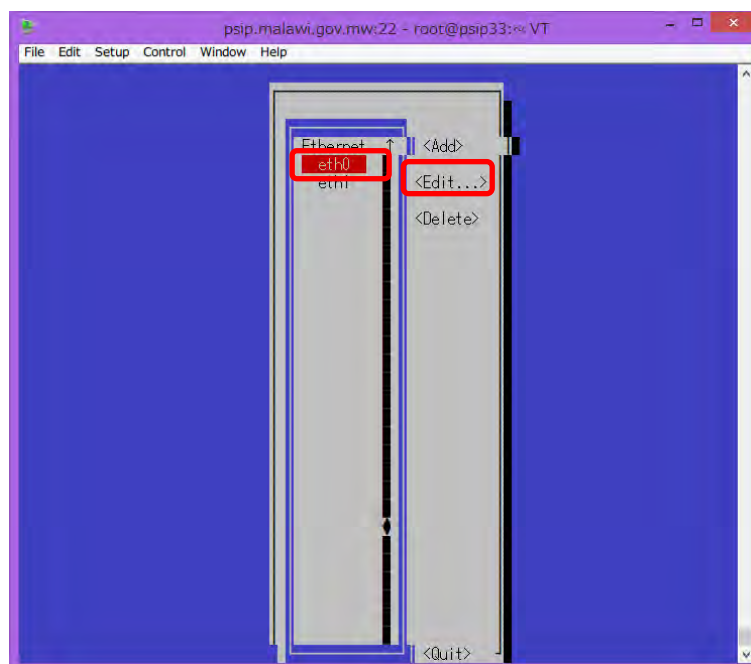 psip.malawi.gov.mw:22 - root@psip33:~ VT
File Edit Setup Control Window Help
Ethernet ↑ <Add>
eth0
eth1 <Edit...>
<Delete>
<Quit>